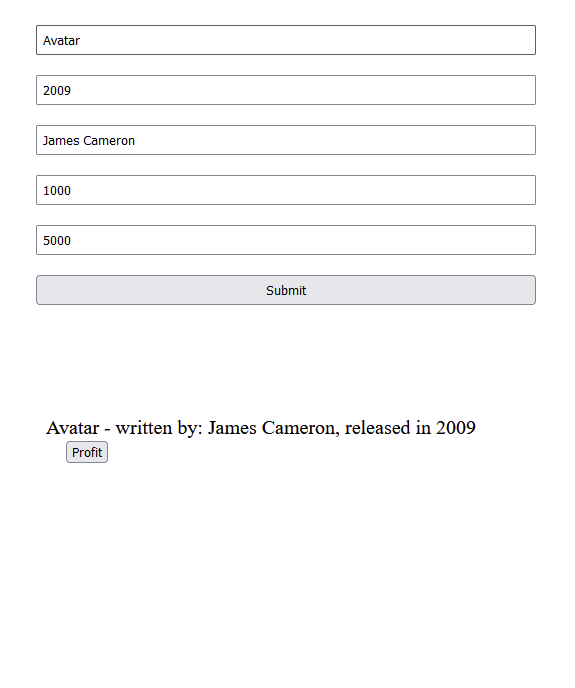 Avatar
2009
James Cameron
1000
5000
Submit
Avatar - written by: James Cameron, released in 2009
Profit